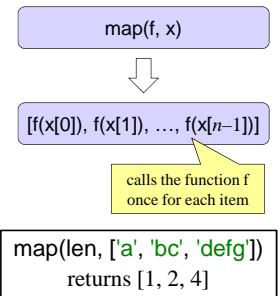 map(f, x)
[f(x[0]), f(x[1]), …, f(x[n–1])]
calls the function f
once for each item
map(len, ['a', 'bc', 'defg'])
returns [1, 2, 4]